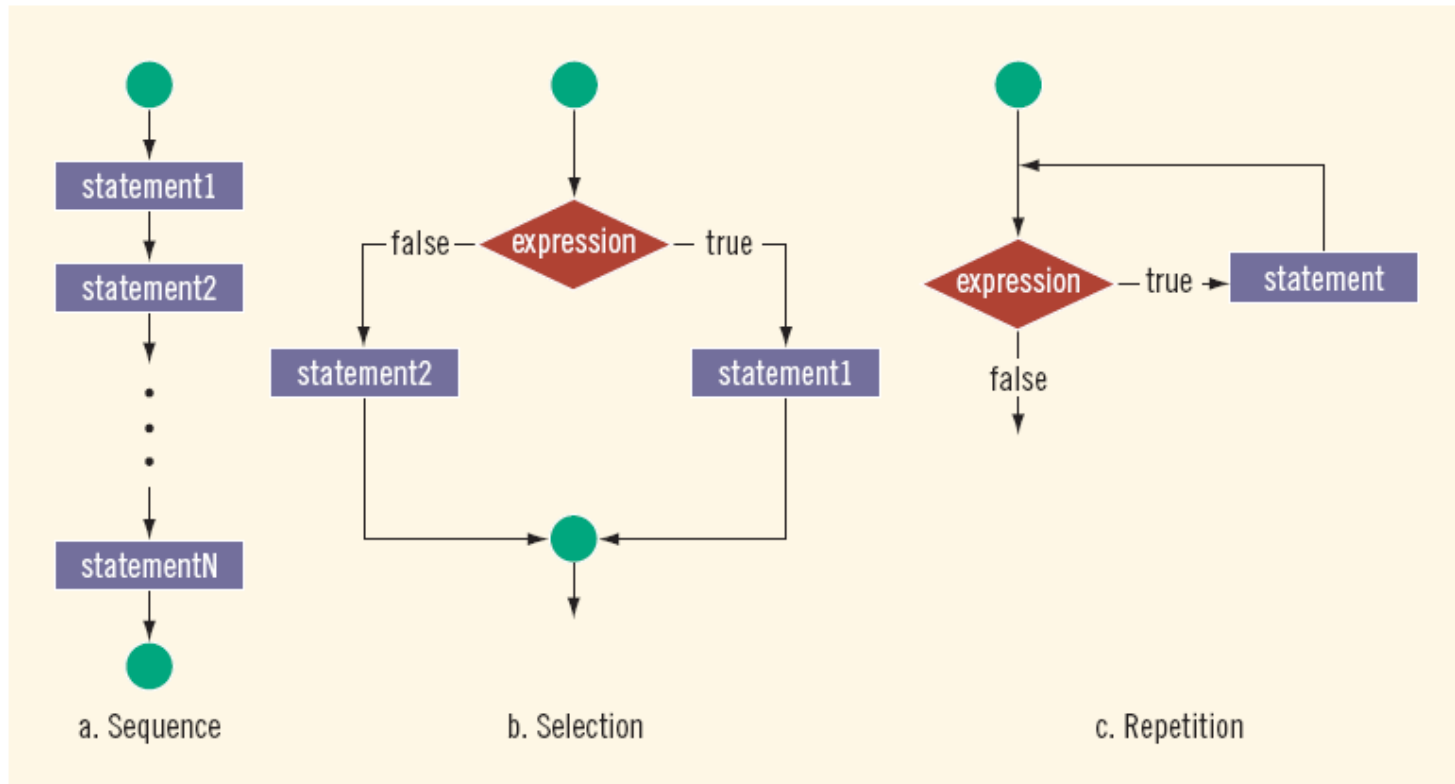 statement1
statement2
statementN
a. Sequence
false
expression
true
statement2
statement1
b. Selection
expression
true
statement
false
c. Repetition